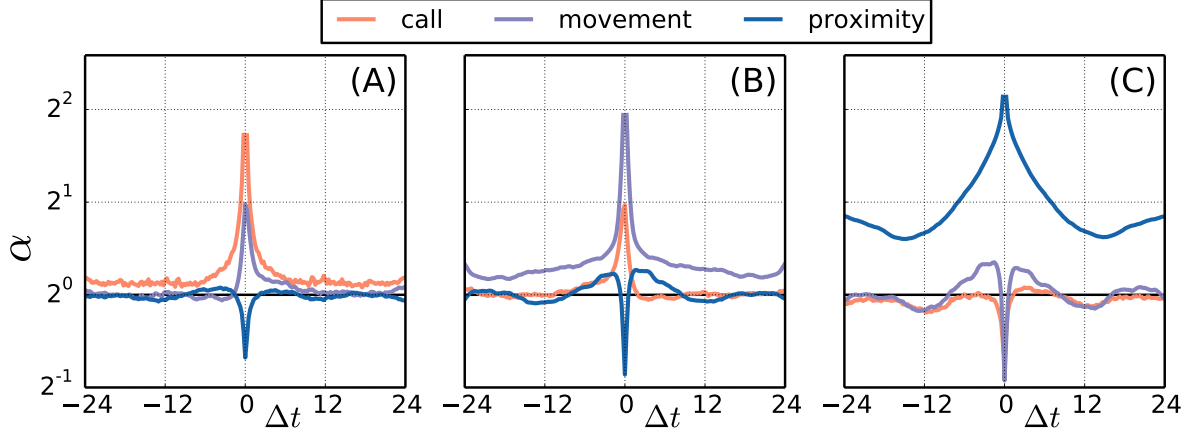 call movement proximity
(A) (B) (C)
2^2
2^1
2^0
2^-1
α
−24 −12 0 12 24 −24 −12 0 12 24 −24 −12 0 12 24
Δt Δt Δt